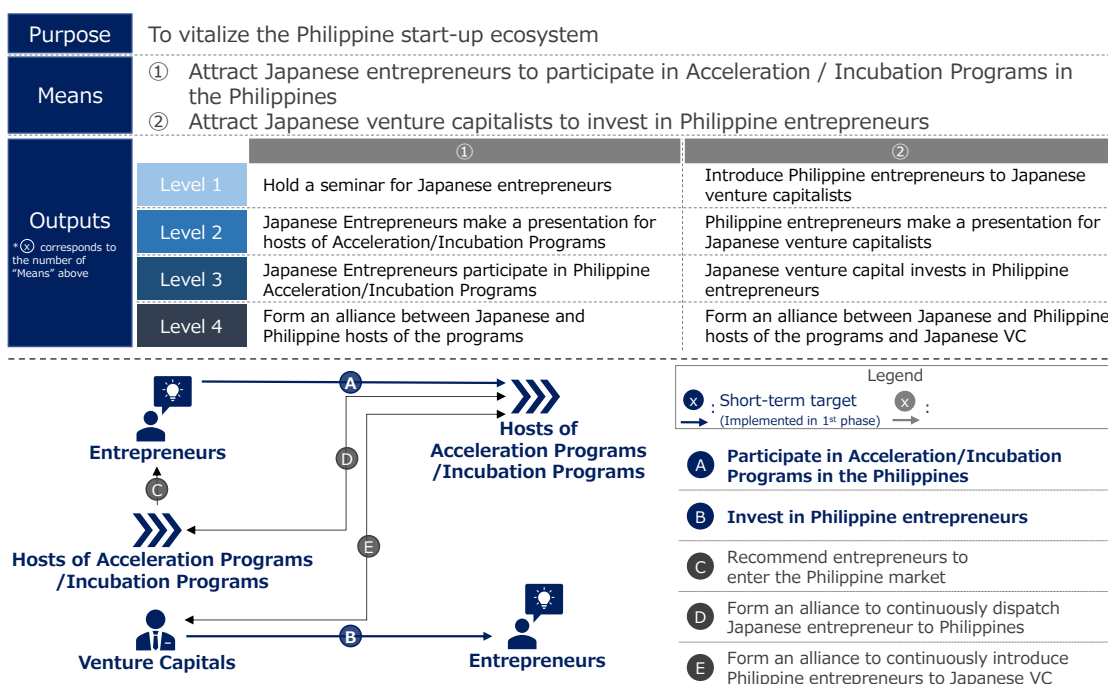 Purpose
To vitalize the Philippine start-up ecosystem
Means
① Attract Japanese entrepreneurs to participate in Acceleration / Incubation Programs in
the Philippines
② Attract Japanese venture capitalists to invest in Philippine entrepreneurs
Outputs
*ⓧ corresponds to
the number of
"Means" above
①
②
Level 1
Hold a seminar for Japanese entrepreneurs
Introduce Philippine entrepreneurs to Japanese
venture capitalists
Level 2
Japanese Entrepreneurs make a presentation for
hosts of Acceleration/Incubation Programs
Philippine entrepreneurs make a presentation for
Japanese venture capitalists
Level 3
Japanese Entrepreneurs participate in Philippine
Acceleration/Incubation Programs
Japanese venture capital invests in Philippine
entrepreneurs
Level 4
Form an alliance between Japanese and
Philippine hosts of the programs
Form an alliance between Japanese and Philippine
hosts of the programs and Japanese VC
A
Entrepreneurs
Hosts of
Acceleration Programs
/Incubation Programs
D
C
E
Hosts of Acceleration Programs
/Incubation Programs
B
Venture Capitals
Entrepreneurs
Legend
x : Short-term target
(Implemented in 1st phase)
x :
A Participate in Acceleration/Incubation
Programs in the Philippines
B Invest in Philippine entrepreneurs
C Recommend entrepreneurs to
enter the Philippine market
D Form an alliance to continuously dispatch
Japanese entrepreneur to Philippines
E Form an alliance to continuously introduce
Philippine entrepreneurs to Japanese VC